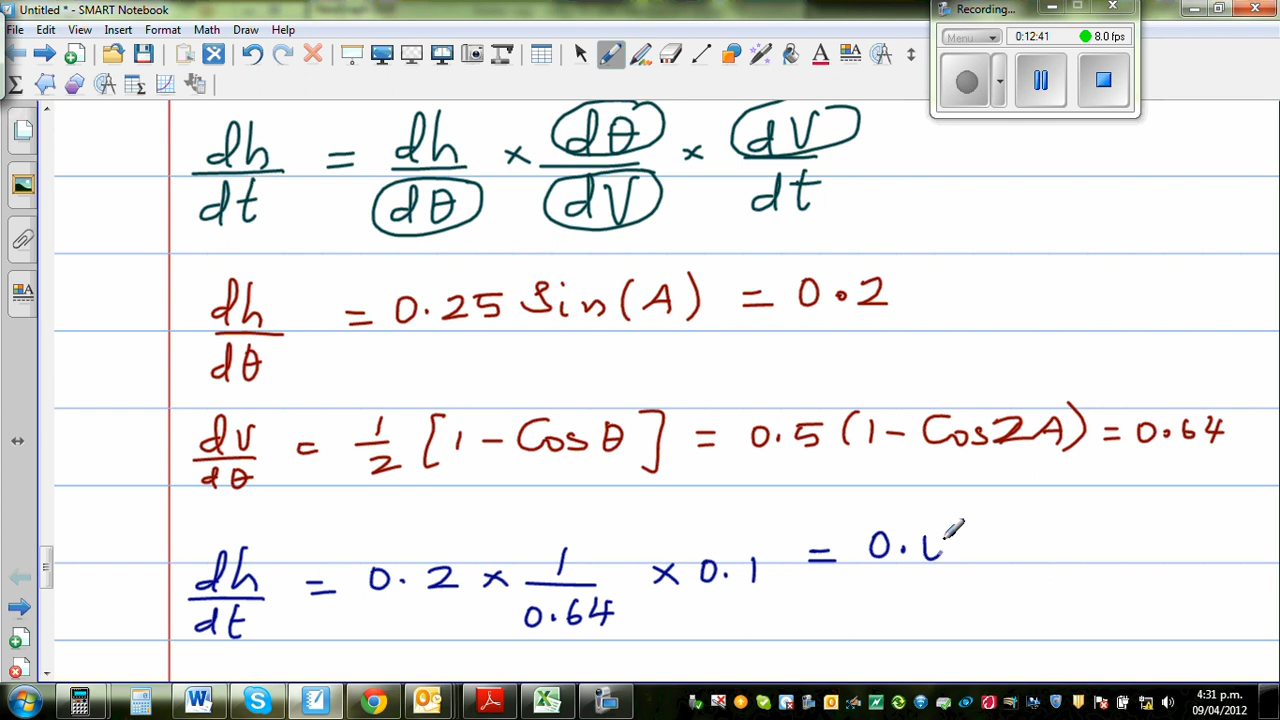 Untitled * - SMART Notebook
Recording...
File Edit View Insert Format Math Draw Help
Menu 0:12:41 8.0 fps
dh/dt = dh/dθ × dθ/dV × dV/dt
dh/dθ = 0.25 Sin(A) = 0.2
dv/dθ = 1/2 [1 - Cosθ] = 0.5 (1 - Cos2A) = 0.64
dh/dt = 0.2 × 1/0.64 × 0.1 = 0.
4:31 p.m.
09/04/2012